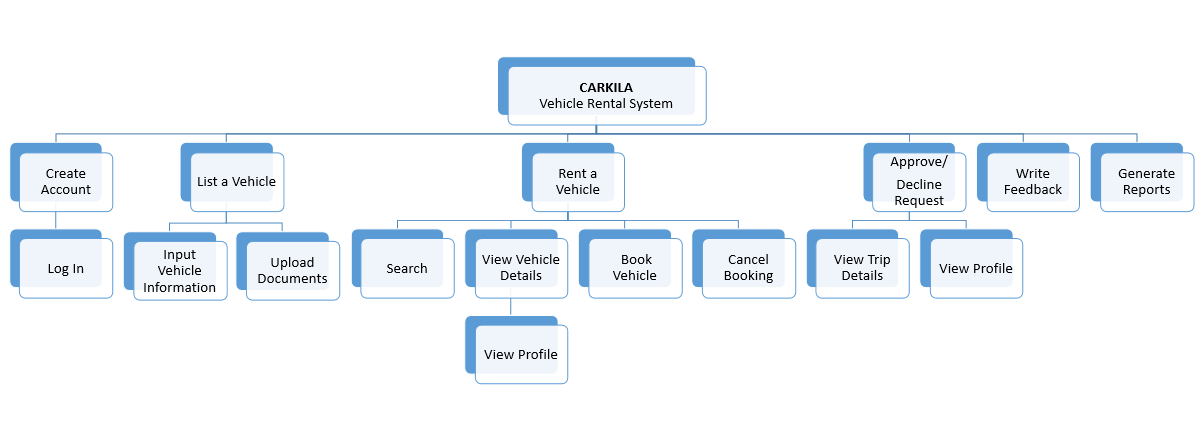 CARKILA
Vehicle Rental System
Create
Account
List a Vehicle
Rent a
Vehicle
Approve/
Decline
Request
Write
Feedback
Generate
Reports
Log In
Input
Vehicle
Information
Upload
Documents
Search
View Vehicle
Details
Book
Vehicle
Cancel
Booking
View Trip
Details
View Profile
View Profile